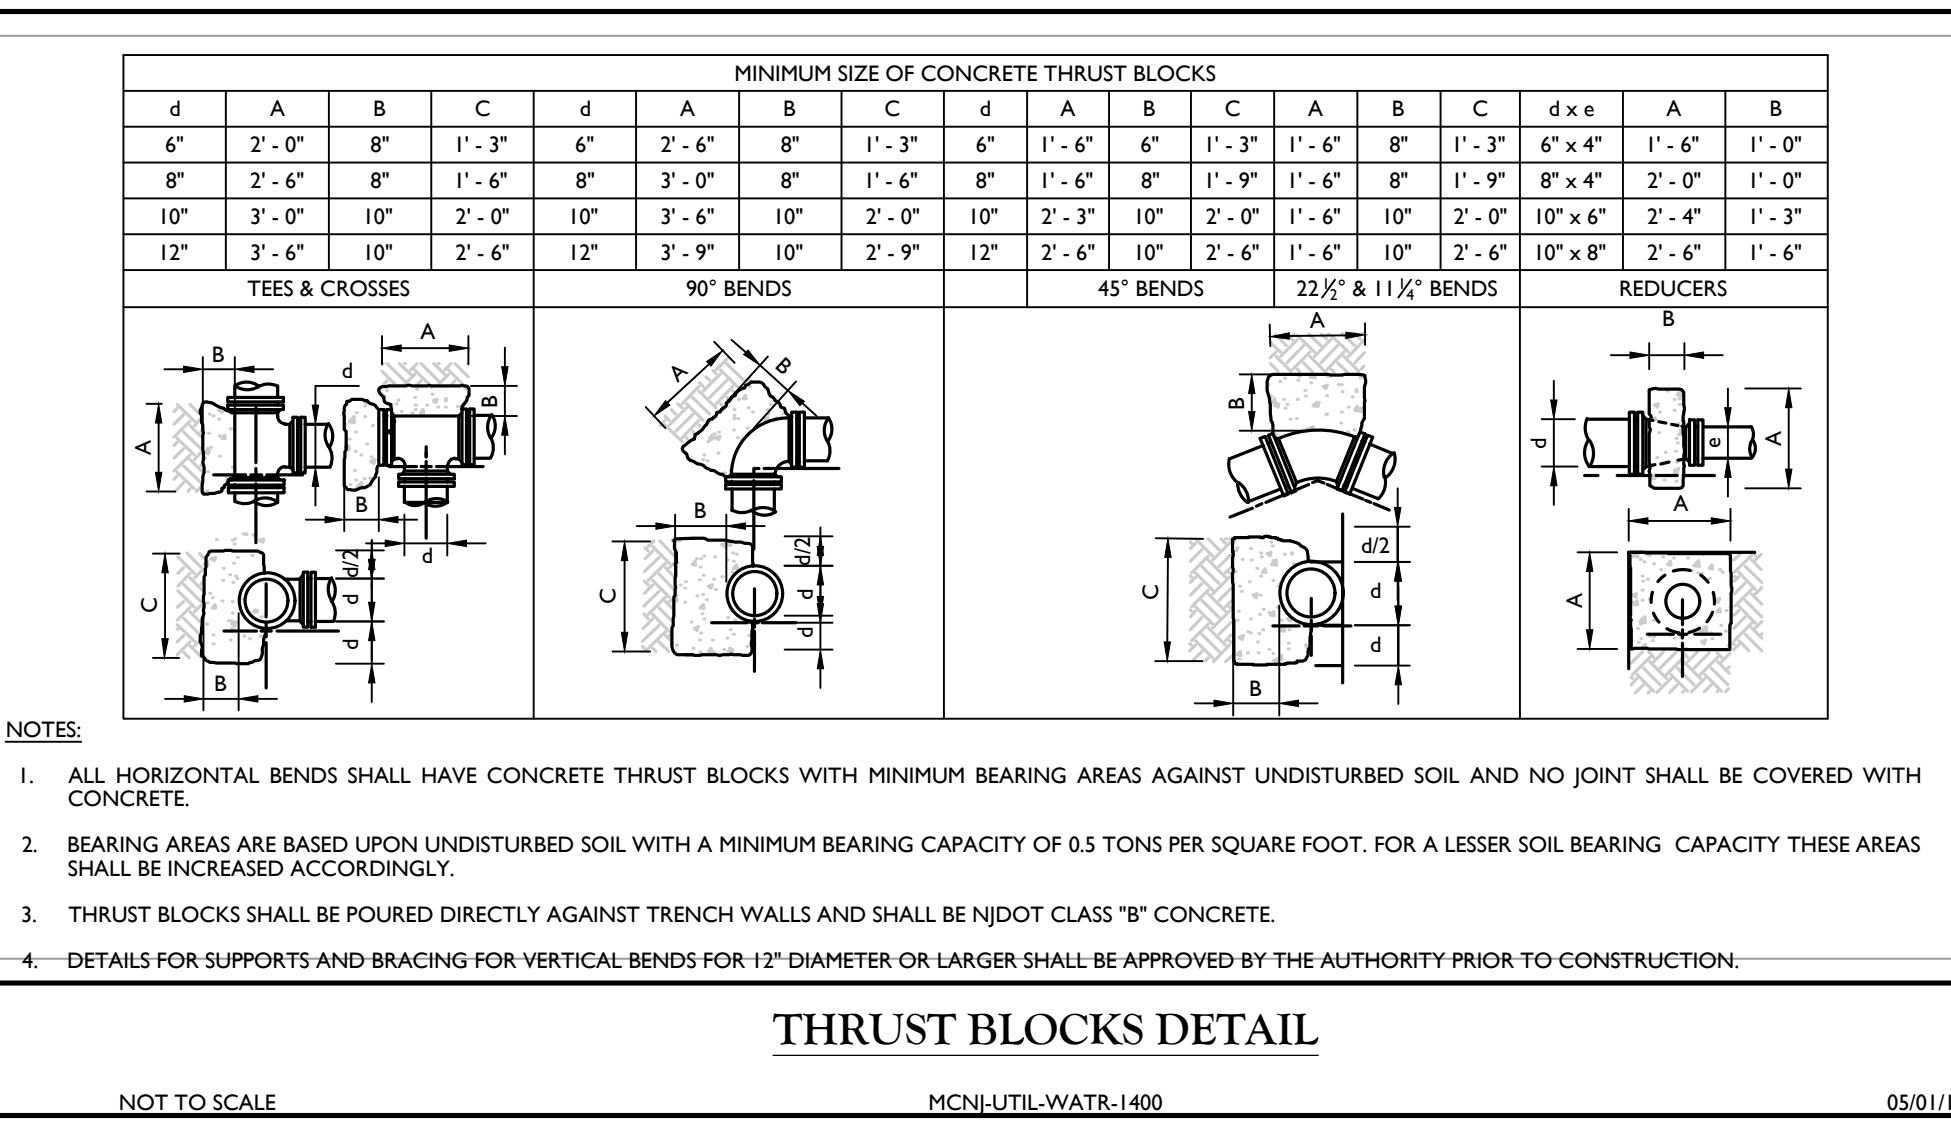 MINIMUM SIZE OF CONCRETE THRUST BLOCKS
d A B C d A B C d A B C A B C d x e A B
6" 2' - 0" 8" 1' - 3" 6" 2' - 6" 8" 1' - 3" 6" 1' - 6" 6" 1' - 3" 1' - 6" 8" 1' - 3" 6" x 4" 1' - 6" 1' - 0"
8" 2' - 6" 8" 1' - 6" 8" 3' - 0" 8" 1' - 6" 8" 1' - 6" 8" 1' - 9" 1' - 6" 8" 1' - 9" 8" x 4" 2' - 0" 1' - 0"
10" 3' - 0" 10" 2' - 0" 10" 3' - 6" 10" 2' - 0" 10" 2' - 3" 10" 2' - 0" 1' - 6" 10" 2' - 0" 10" x 6" 2' - 4" 1' - 3"
12" 3' - 6" 10" 2' - 6" 12" 3' - 9" 10" 2' - 9" 12" 2' - 6" 10" 2' - 6" 1' - 6" 10" 2' - 6" 10" x 8" 2' - 6" 1' - 6"
TEES & CROSSES 90° BENDS 45° BENDS 22½° & 11¼° BENDS REDUCERS
B
A
d
A
B
B
d
C
d/2
d
d
B
A
B
B
C
d/2
d
d
A
B
C
d/2
d
d
B
B
d
e
A
A
A
NOTES:
1. ALL HORIZONTAL BENDS SHALL HAVE CONCRETE THRUST BLOCKS WITH MINIMUM BEARING AREAS AGAINST UNDISTURBED SOIL AND NO JOINT SHALL BE COVERED WITH
CONCRETE.
2. BEARING AREAS ARE BASED UPON UNDISTURBED SOIL WITH A MINIMUM BEARING CAPACITY OF 0.5 TONS PER SQUARE FOOT. FOR A LESSER SOIL BEARING CAPACITY THESE AREAS
SHALL BE INCREASED ACCORDINGLY.
3. THRUST BLOCKS SHALL BE POURED DIRECTLY AGAINST TRENCH WALLS AND SHALL BE NJDOT CLASS "B" CONCRETE.
4. DETAILS FOR SUPPORTS AND BRACING FOR VERTICAL BENDS FOR 12" DIAMETER OR LARGER SHALL BE APPROVED BY THE AUTHORITY PRIOR TO CONSTRUCTION.
THRUST BLOCKS DETAIL
NOT TO SCALE MCNJ-UTIL-WATR-1400 05/01/1